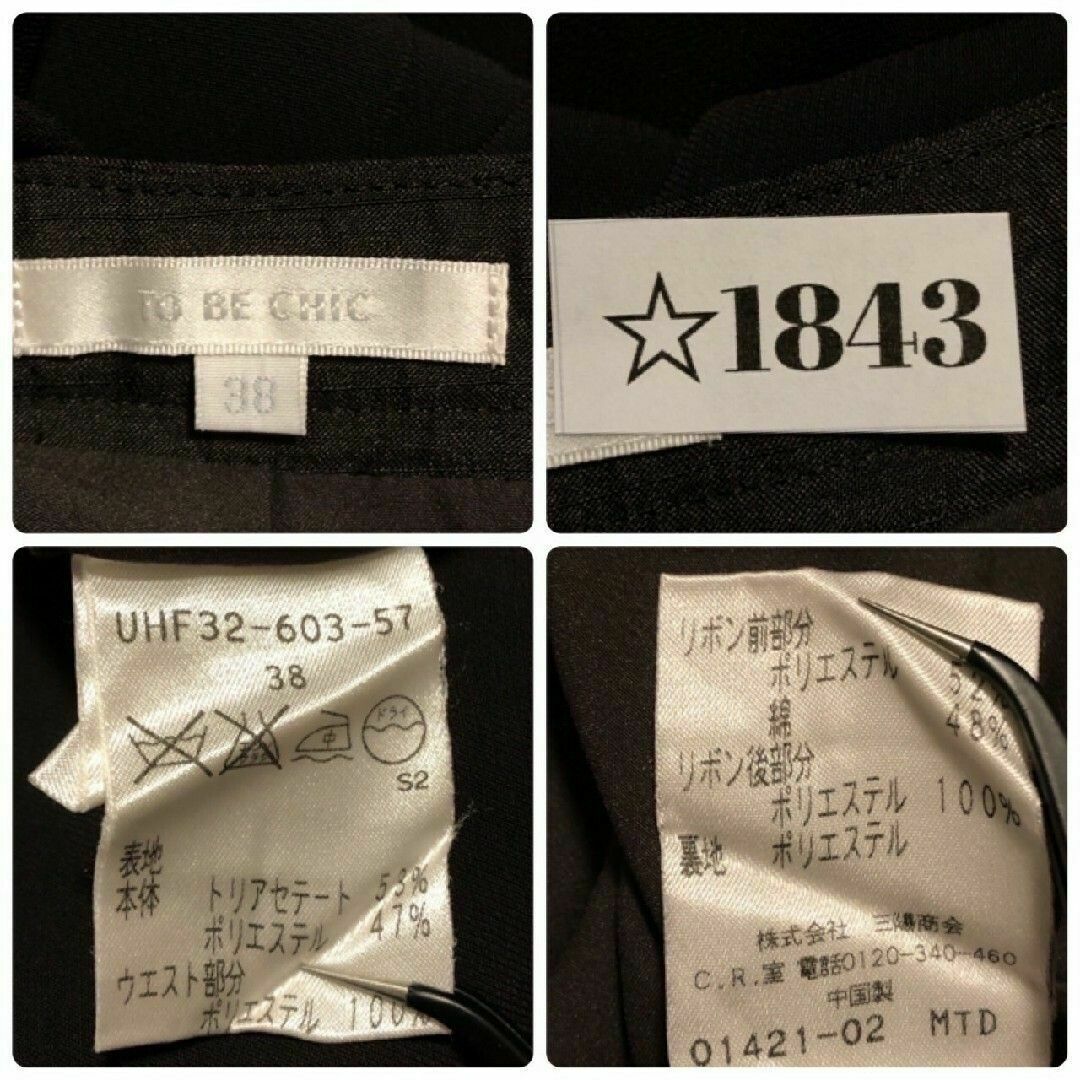 TO BE CHIC
38
☆1843
UHF32-603-57
38
中 ドライ
S2
表地
本体 トリアセテート 53%
ポリエステル 47%
ウエスト部分
ポリエステル 100%
リボン前部分
ポリエステル
綿 48%
リボン後部分
ポリエステル 100%
裏地 ポリエステル
株式会社 三陽商会
C.R.室 電話0120-340-460
中国製
01421-02 MTD